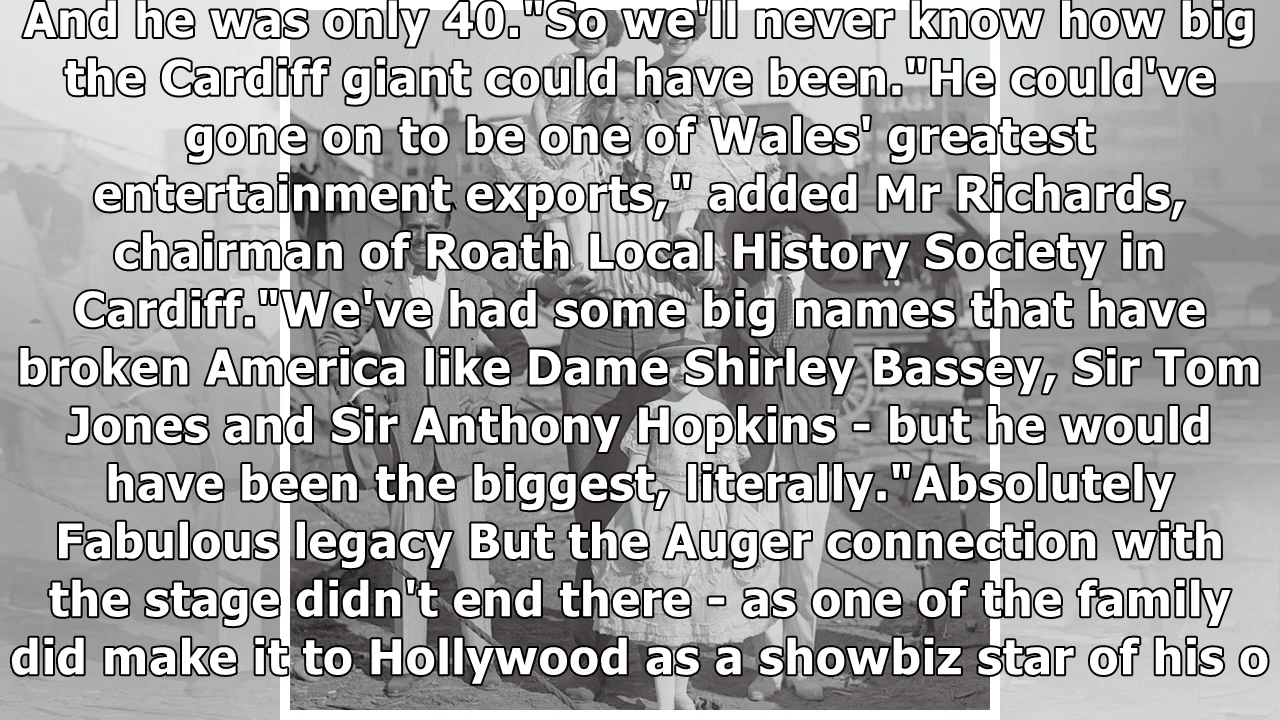 And he was only 40."So we'll never know how big
the Cardiff giant could have been."He could've
gone on to be one of Wales' greatest
entertainment exports," added Mr Richards,
chairman of Roath Local History Society in
Cardiff."We've had some big names that have
broken America like Dame Shirley Bassey, Sir Tom
Jones and Sir Anthony Hopkins - but he would
have been the biggest, literally."Absolutely
Fabulous legacy But the Auger connection with
the stage didn't end there - as one of the family
did make it to Hollywood as a showbiz star of his o